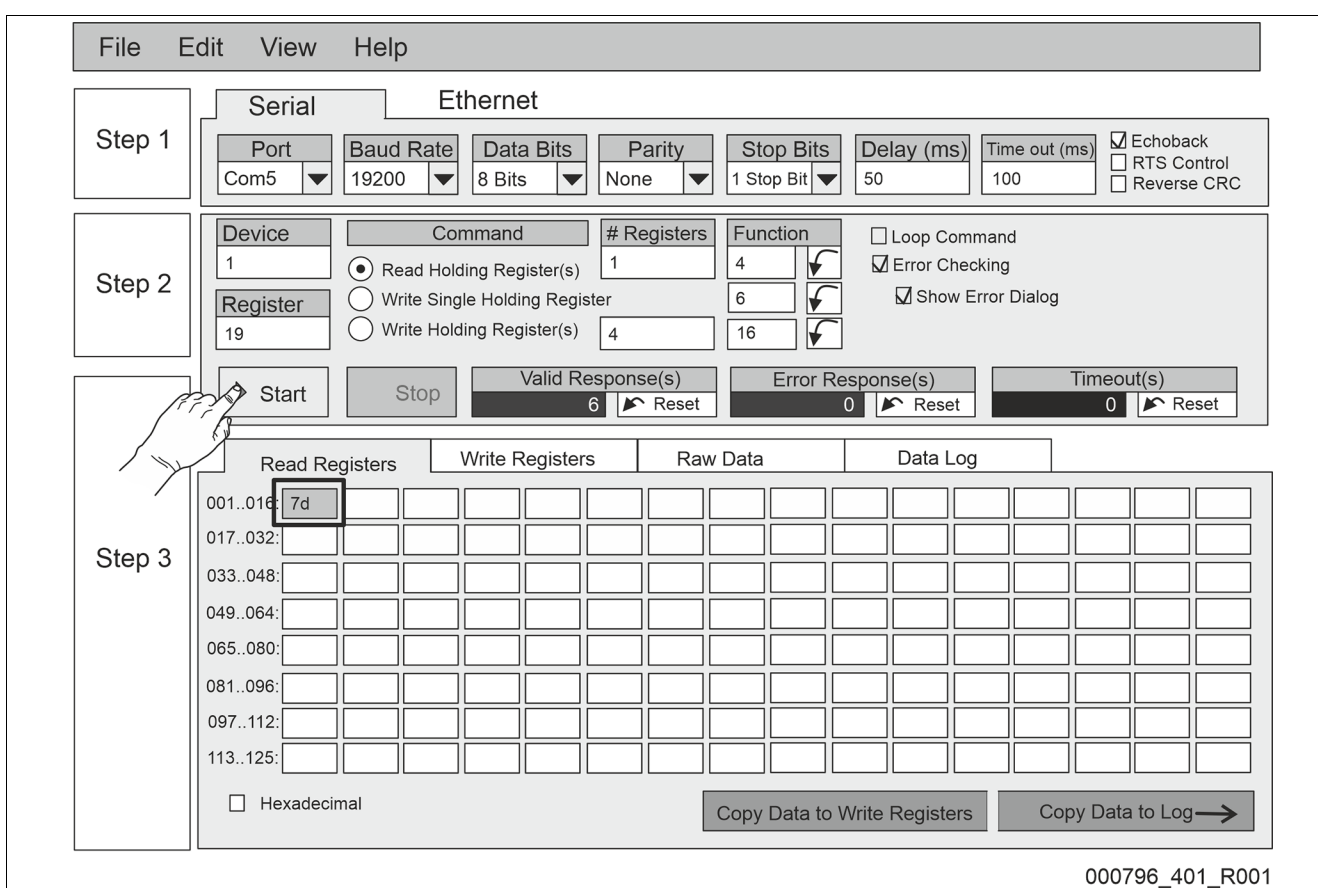 File Edit View Help
Step 1
Serial Ethernet
Port Baud Rate Data Bits Parity Stop Bits Delay (ms) Time out (ms)
Com5 19200 8 Bits None 1 Stop Bit 50 100
Echoback
RTS Control
Reverse CRC
Step 2
Device Command # Registers Function
1 Read Holding Register(s) 1 4
Register Write Single Holding Register 6
19 Write Holding Register(s) 4 16
Loop Command
Error Checking
Show Error Dialog
Start Stop
Valid Response(s) Error Response(s) Timeout(s)
6 Reset 0 Reset 0 Reset
Step 3
Read Registers Write Registers Raw Data Data Log
001..016: 7d
017..032:
033..048:
049..064:
065..080:
081..096:
097..112:
113..125:
Hexadecimal
Copy Data to Write Registers Copy Data to Log
000796_401_R001